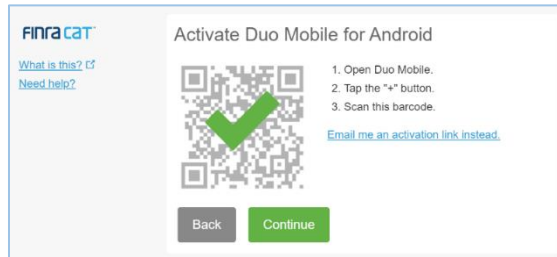 FINRA CAT
What is this?
Need help?
Activate Duo Mobile for Android
1. Open Duo Mobile.
2. Tap the "+" button.
3. Scan this barcode.
Email me an activation link instead.
Back
Continue